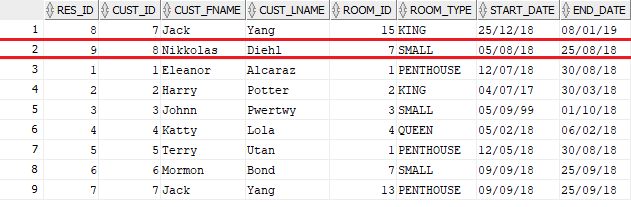 RES_ID CUST_ID CUST_FNAME CUST_LNAME ROOM_ID ROOM_TYPE START_DATE END_DATE
1 8 7 Jack Yang 15 KING 25/12/18 08/01/19
2 9 8 Nikkolas Diehl 7 SMALL 05/08/18 25/08/18
3 1 1 Eleanor Alcaraz 1 PENTHOUSE 12/07/18 30/08/18
4 2 2 Harry Potter 2 KING 04/07/17 30/03/18
5 3 3 Johnn Pwertwy 3 SMALL 05/09/99 01/10/18
6 4 4 Katty Lola 4 QUEEN 05/02/18 06/02/18
7 5 5 Terry Utan 1 PENTHOUSE 12/05/18 30/08/18
8 6 6 Mormon Bond 7 SMALL 09/09/18 25/09/18
9 7 7 Jack Yang 13 PENTHOUSE 09/09/18 25/09/18